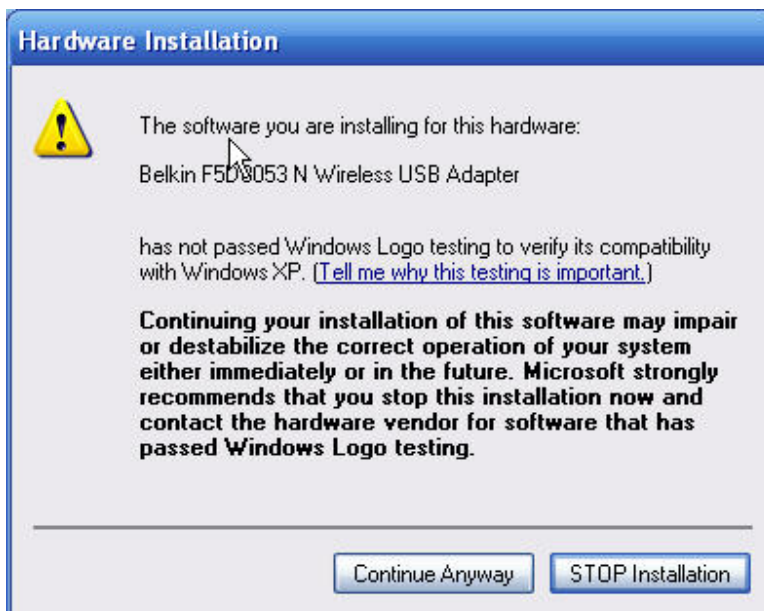 Hardware Installation
The software you are installing for this hardware:
Belkin F5D8053 N Wireless USB Adapter
has not passed Windows Logo testing to verify its compatibility
with Windows XP. (Tell me why this testing is important.)
Continuing your installation of this software may impair
or destabilize the correct operation of your system
either immediately or in the future. Microsoft strongly
recommends that you stop this installation now and
contact the hardware vendor for software that has
passed Windows Logo testing.
Continue Anyway
STOP Installation